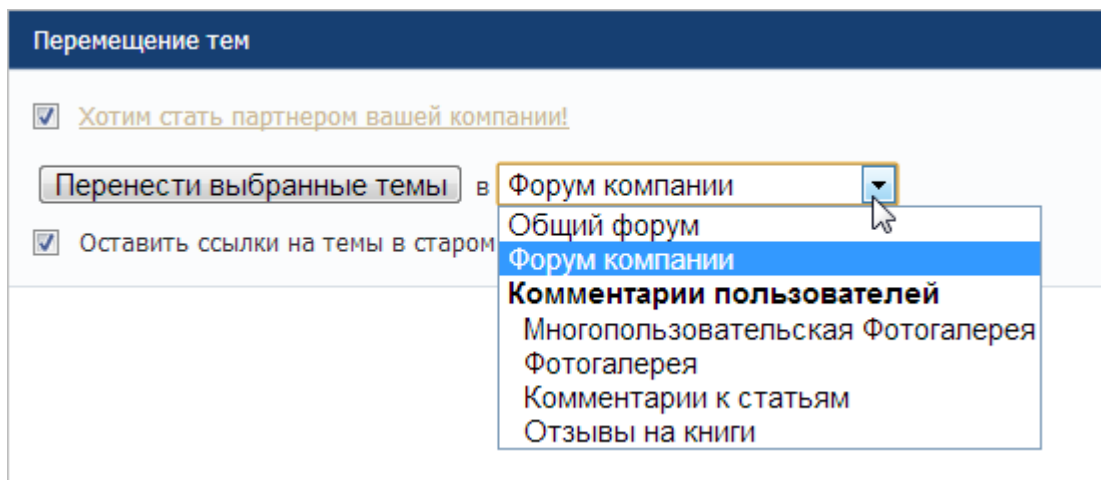 Перемещение тем
Хотим стать партнером вашей компании!
Перенести выбранные темы в Форум компании
Общий форум
Оставить ссылки на темы в старом
Форум компании
Комментарии пользователей
Многопользовательская Фотогалерея
Фотогалерея
Комментарии к статьям
Отзывы на книги